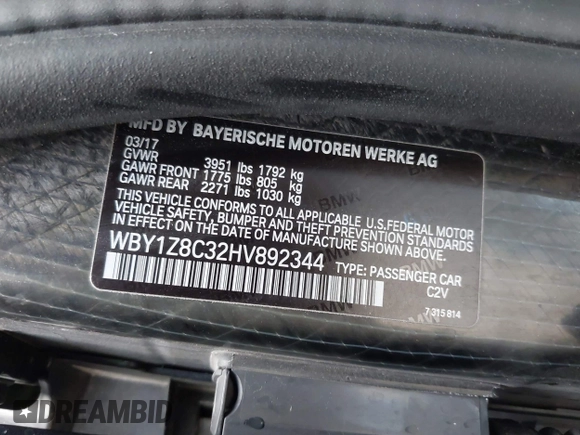 MFD BY BAYERISCHE MOTOREN WERKE AG
03/17
GVWR 3951 lbs 1792 kg
GAWR FRONT 1775 lbs 805 kg
GAWR REAR 2271 lbs 1030 kg
THIS VEHICLE CONFORMS TO ALL APPLICABLE U.S.FEDERAL MOTOR
VEHICLE SAFETY, BUMPER AND THEFT PREVENTION STANDARDS
IN EFFECT ON THE DATE OF MANUFACTURE SHOWN ABOVE.
WBY1Z8C32HV892344
TYPE: PASSENGER CAR
C2V
7 315 814
DREAMBID